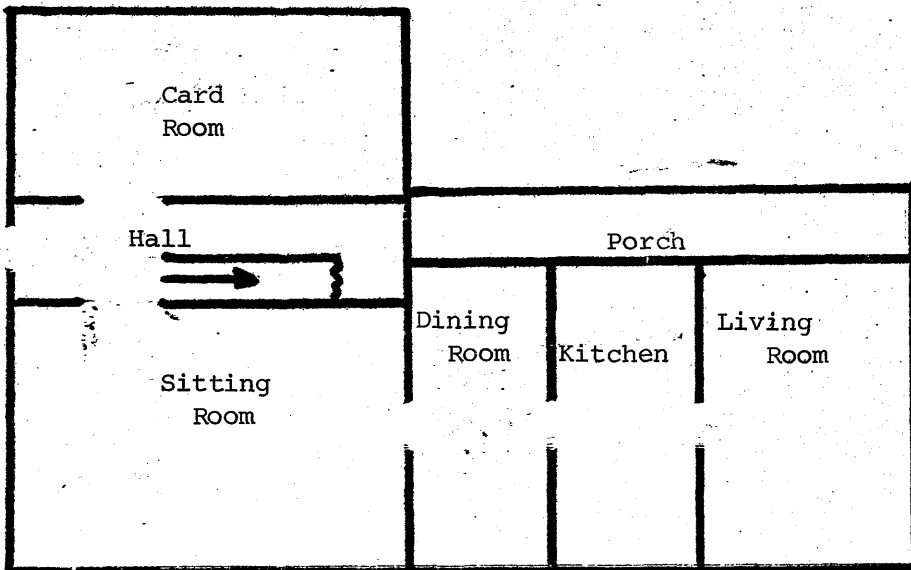 Card
Room
Hall
Porch
Dining
Room
Kitchen
Living
Room
Sitting
Room